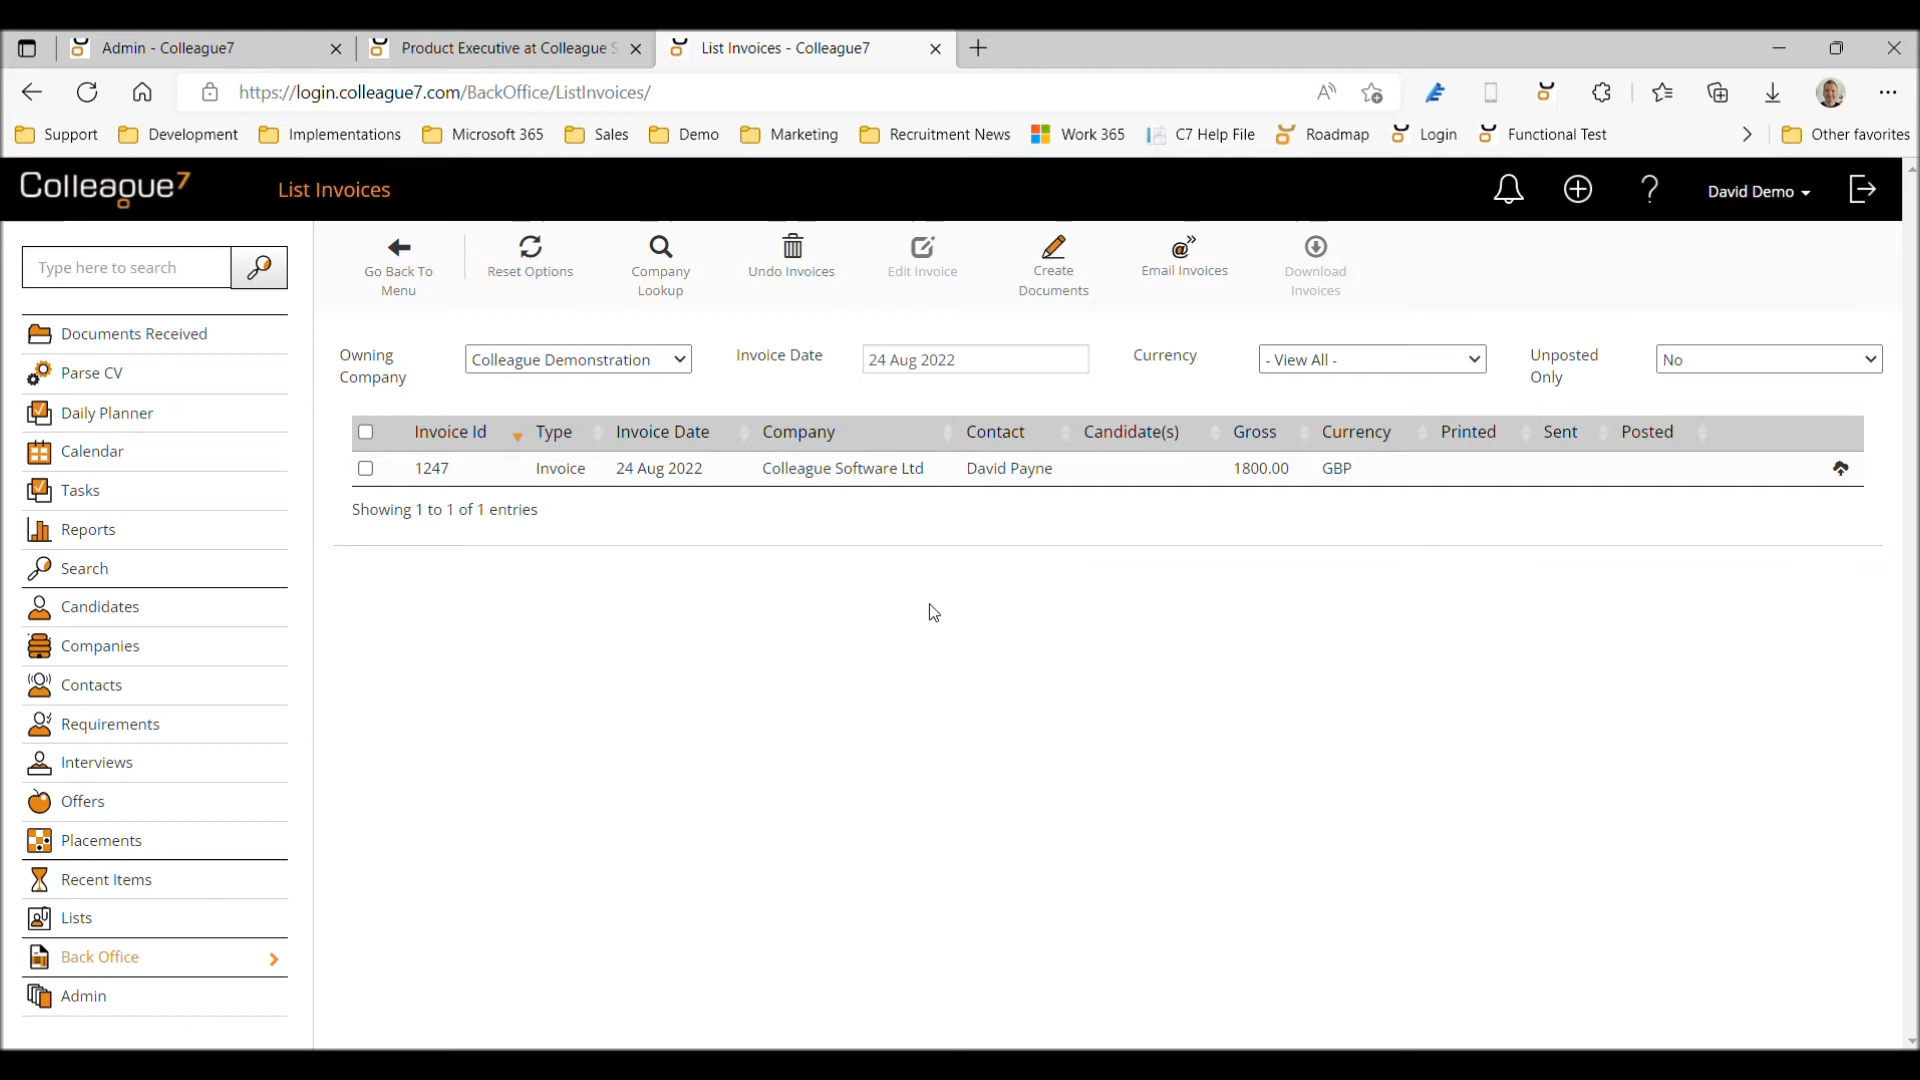 Admin - Colleague7
Product Executive at Colleague S
List Invoices - Colleague7
https://login.colleague7.com/BackOffice/ListInvoices/
Support
Development
Implementations
Microsoft 365
Sales
Demo
Marketing
Recruitment News
Work 365
C7 Help File
Roadmap
Login
Functional Test
Other favorites
Colleague7
List Invoices
David Demo
Type here to search
Go Back To
Menu
Reset Options
Company
Lookup
Undo Invoices
Edit Invoice
Create
Documents
Email Invoices
Download
Invoices
Documents Received
Parse CV
Daily Planner
Calendar
Tasks
Reports
Search
Candidates
Companies
Contacts
Requirements
Interviews
Offers
Placements
Recent Items
Lists
Back Office
Admin
Owning
Company
Colleague Demonstration
Invoice Date
24 Aug 2022
Currency
- View All -
Unposted
Only
No
Invoice Id Type Invoice Date Company Contact Candidate(s) Gross Currency Printed Sent Posted
1247 Invoice 24 Aug 2022 Colleague Software Ltd David Payne 1800.00 GBP
Showing 1 to 1 of 1 entries